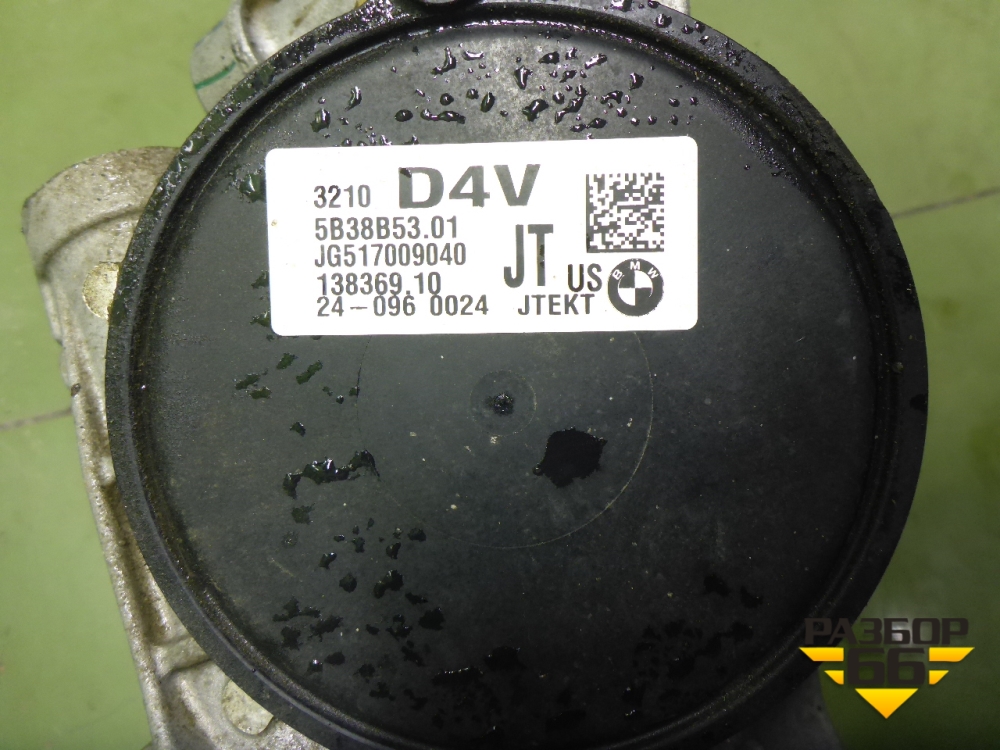 3210 D4V
5B38B53.01
JG517009040
138369.10
24-096 0024
JT
US
BMW
JTEKT
РАЗБОР
66